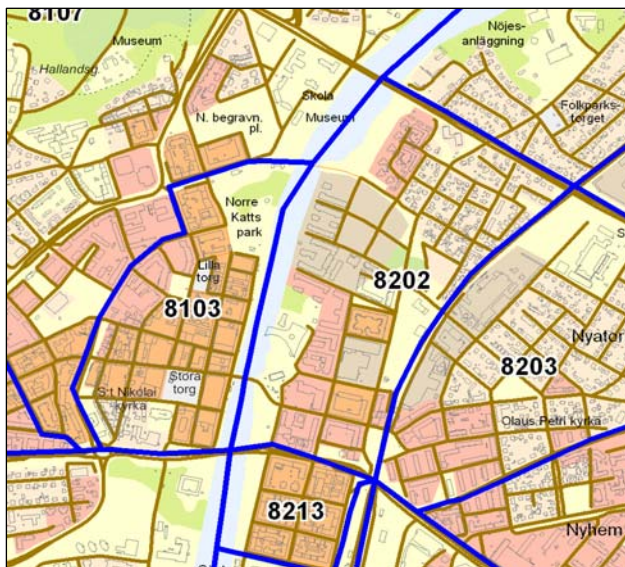 8107
Museum
Nöjes-
anläggning
Hallandsg
Skola
Folkparks-
torget
N. begravn.
pl.
Museum
Norre
Katts
park
S
Lilla
torg
8202
8103
Nyator
8203
Stora
torg
S:t Nikolai
kyrka
Olaus Petri kyrka
8213
Nyhem